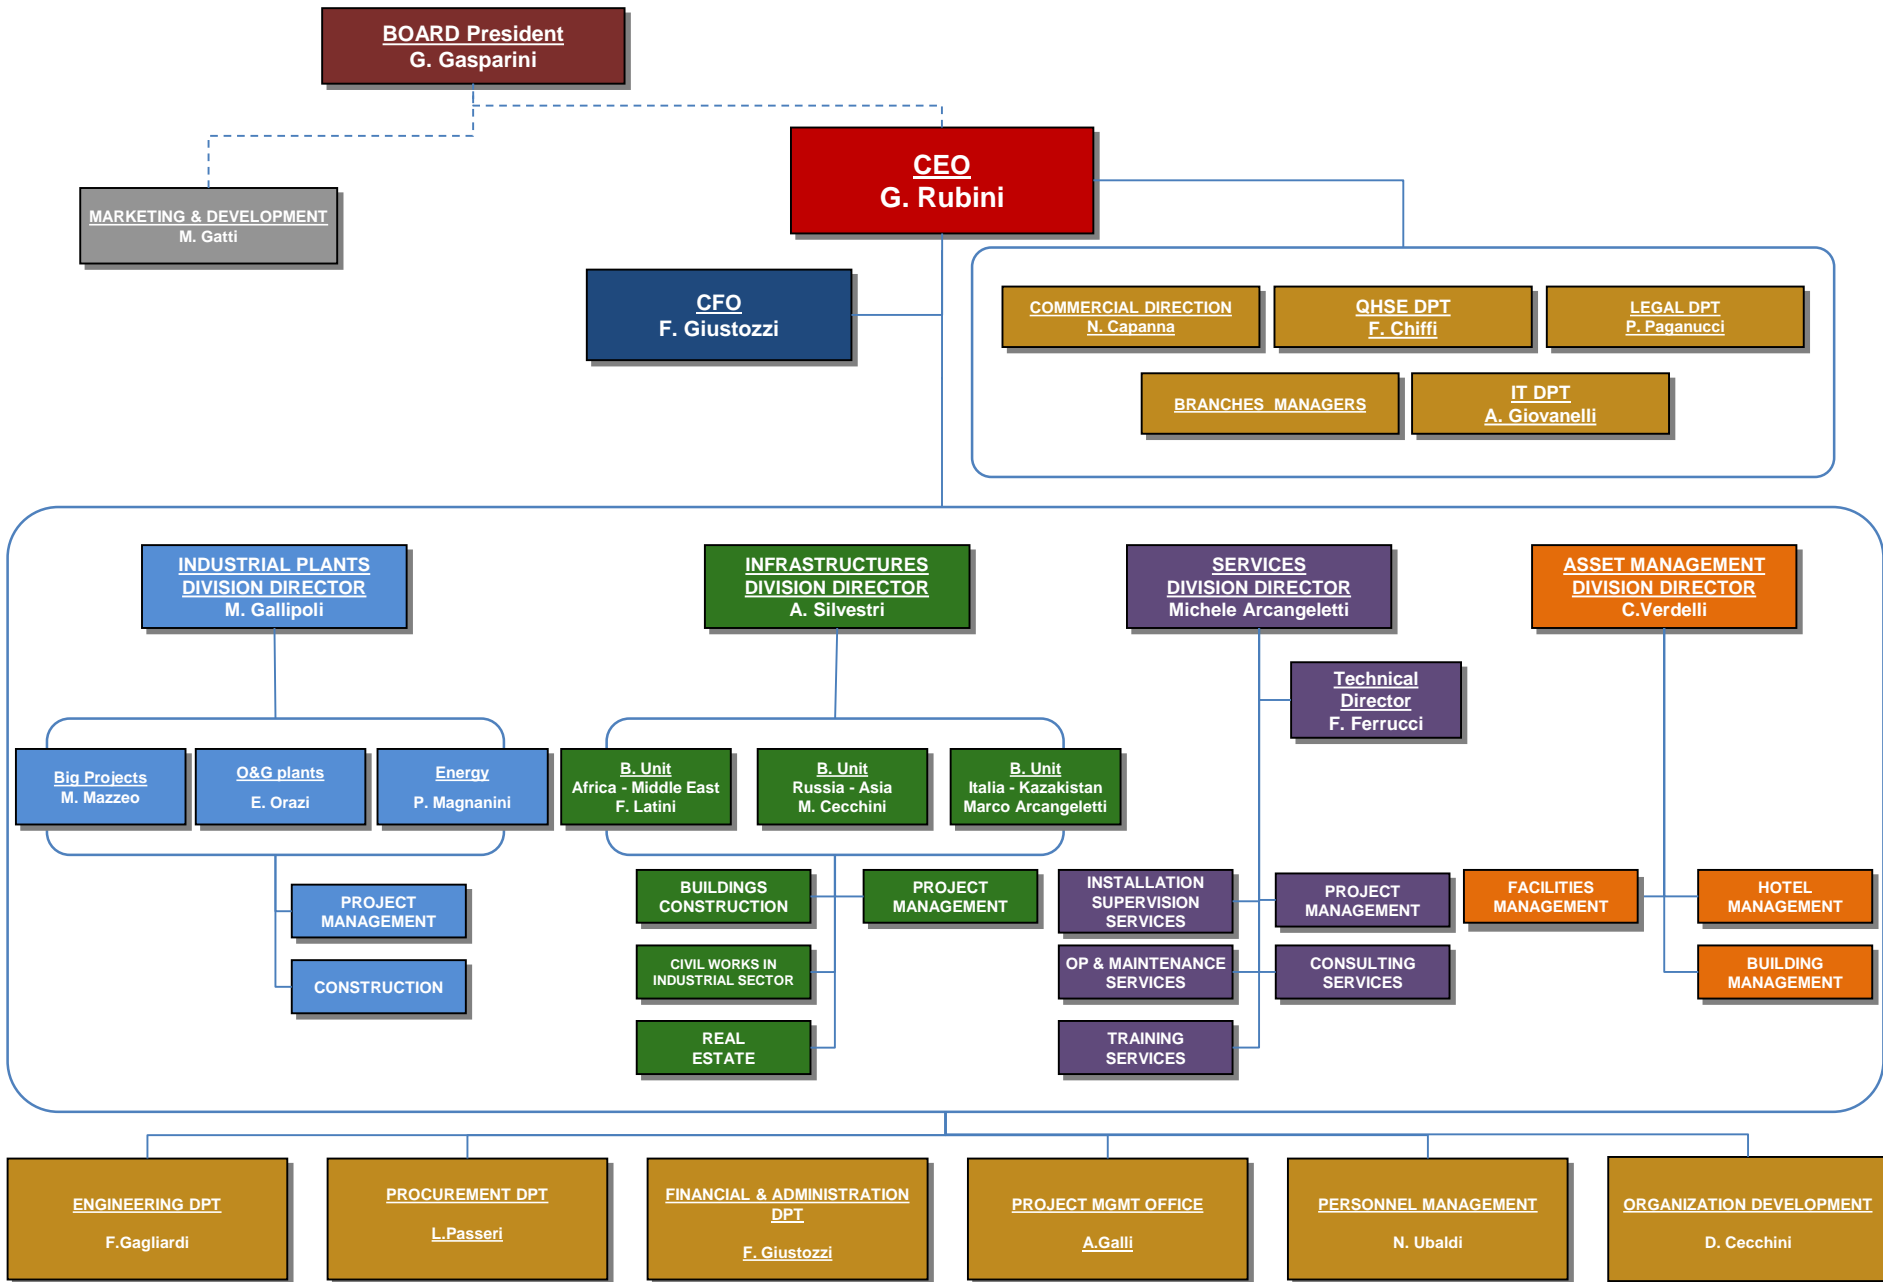 BOARD President
G. Gasparini
CEO
G. Rubini
MARKETING & DEVELOPMENT
M. Gatti
CFO
F. Giustozzi
COMMERCIAL DIRECTION
N. Capanna
QHSE DPT
F. Chiffi
LEGAL DPT
P. Paganucci
BRANCHES  MANAGERS
IT DPT
A. Giovanelli
INDUSTRIAL PLANTS
DIVISION DIRECTOR
M. Gallipoli
INFRASTRUCTURES
DIVISION DIRECTOR
A. Silvestri
SERVICES
DIVISION DIRECTOR
Michele Arcangeletti
ASSET MANAGEMENT
DIVISION DIRECTOR
C.Verdelli
Technical
Director
F. Ferrucci
Big Projects
M. Mazzeo
O&G plants
E. Orazi
Energy
P. Magnanini
B. Unit
Africa - Middle East
F. Latini
B. Unit
Russia - Asia
M. Cecchini
B. Unit
Italia - Kazakistan
Marco Arcangeletti
PROJECT
MANAGEMENT
CONSTRUCTION
BUILDINGS
CONSTRUCTION
PROJECT
MANAGEMENT
CIVIL WORKS IN
INDUSTRIAL SECTOR
REAL
ESTATE
INSTALLATION
SUPERVISION
SERVICES
PROJECT
MANAGEMENT
OP & MAINTENANCE
SERVICES
CONSULTING
SERVICES
TRAINING
SERVICES
FACILITIES
MANAGEMENT
HOTEL
MANAGEMENT
BUILDING
MANAGEMENT
ENGINEERING DPT
F.Gagliardi
PROCUREMENT DPT
L.Passeri
FINANCIAL & ADMINISTRATION
DPT
F. Giustozzi
PROJECT MGMT OFFICE
A.Galli
PERSONNEL MANAGEMENT
N. Ubaldi
ORGANIZATION DEVELOPMENT
D. Cecchini